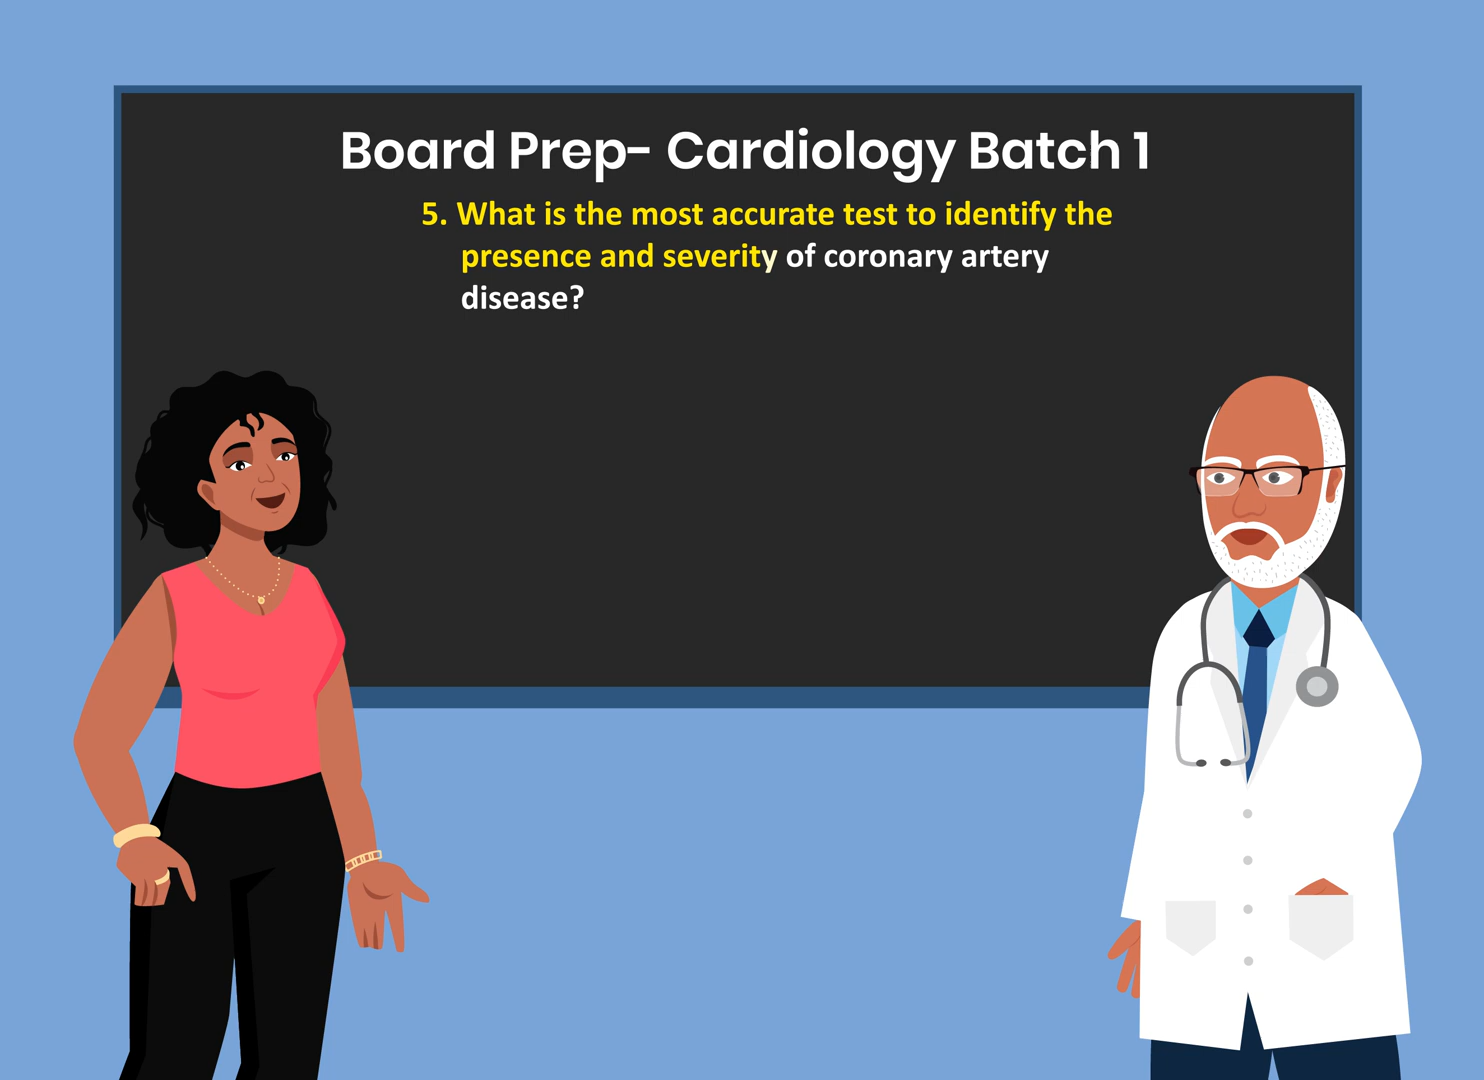 Board Prep- Cardiology Batch 1
5. What is the most accurate test to identify the
presence and severity of coronary artery
disease?